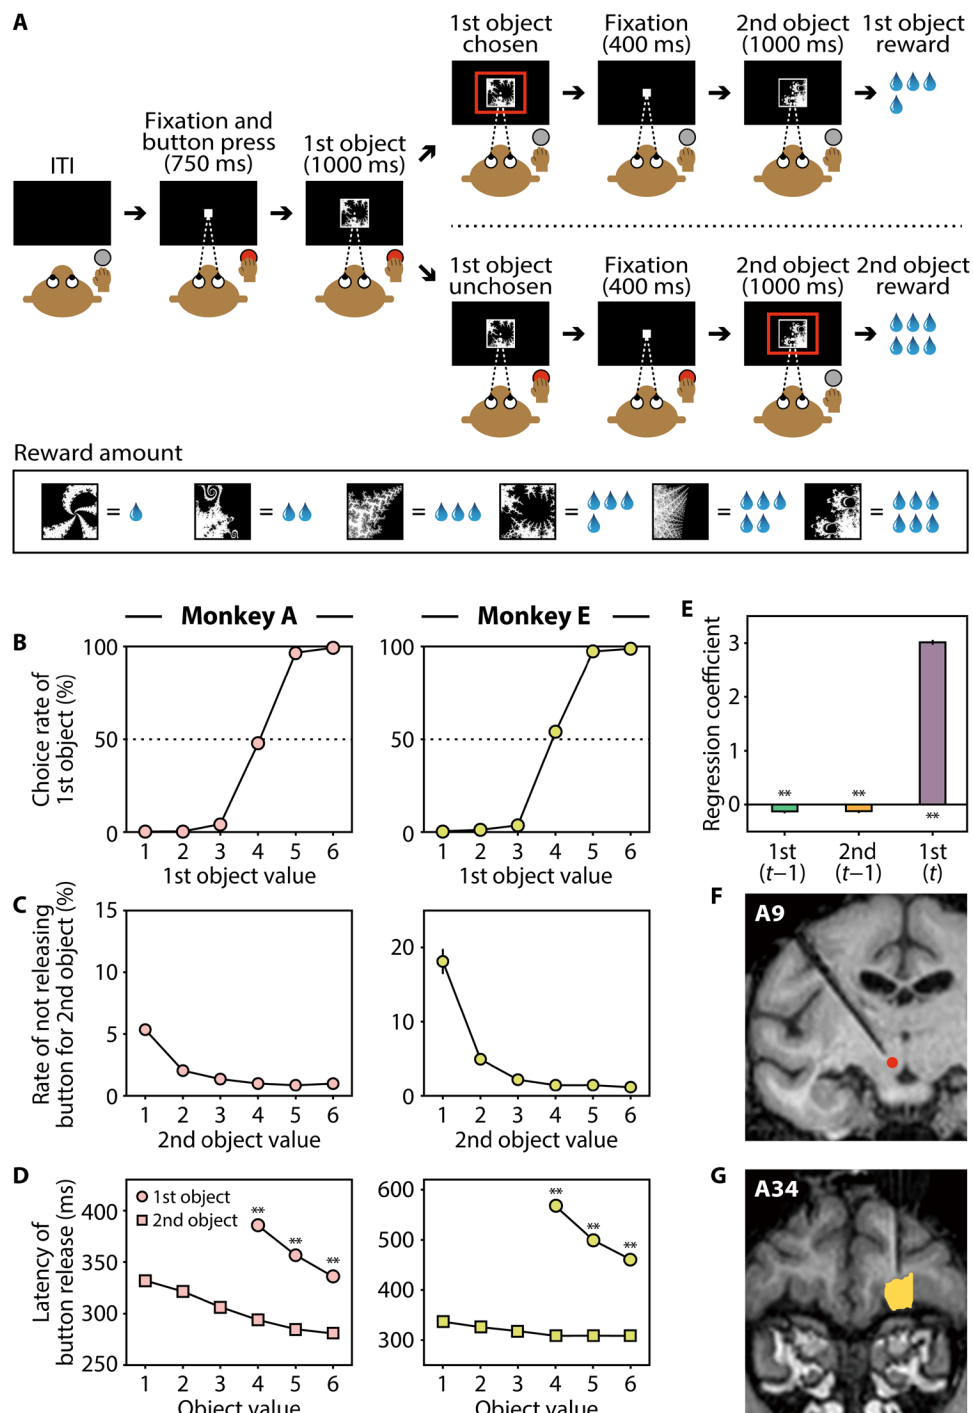 A
1st object
chosen
Fixation
(400 ms)
2nd object
(1000 ms)
1st object
reward
ITI
Fixation and
button press
(750 ms)
1st object
(1000 ms)
1st object
unchosen
Fixation
(400 ms)
2nd object
(1000 ms)
2nd object
reward
Reward amount
= = = = = =
Monkey A
Monkey E
B
Choice rate of
1st object (%)
100
50
0
1 2 3 4 5 6
1st object value
100
50
0
1 2 3 4 5 6
1st object value
C
Rate of not releasing
button for 2nd object (%)
15
10
5
0
1 2 3 4 5 6
2nd object value
20
10
0
1 2 3 4 5 6
2nd object value
D
Latency of
button release (ms)
1st object
2nd object
400
350
300
250
** ** **
1 2 3 4 5 6
Object value
600
500
400
300
** ** **
1 2 3 4 5 6
Object value
E
Regression coefficient
3
2
1
0
** ** **
1st
(t−1)
2nd
(t−1)
1st
(t)
F
A9
G
A34